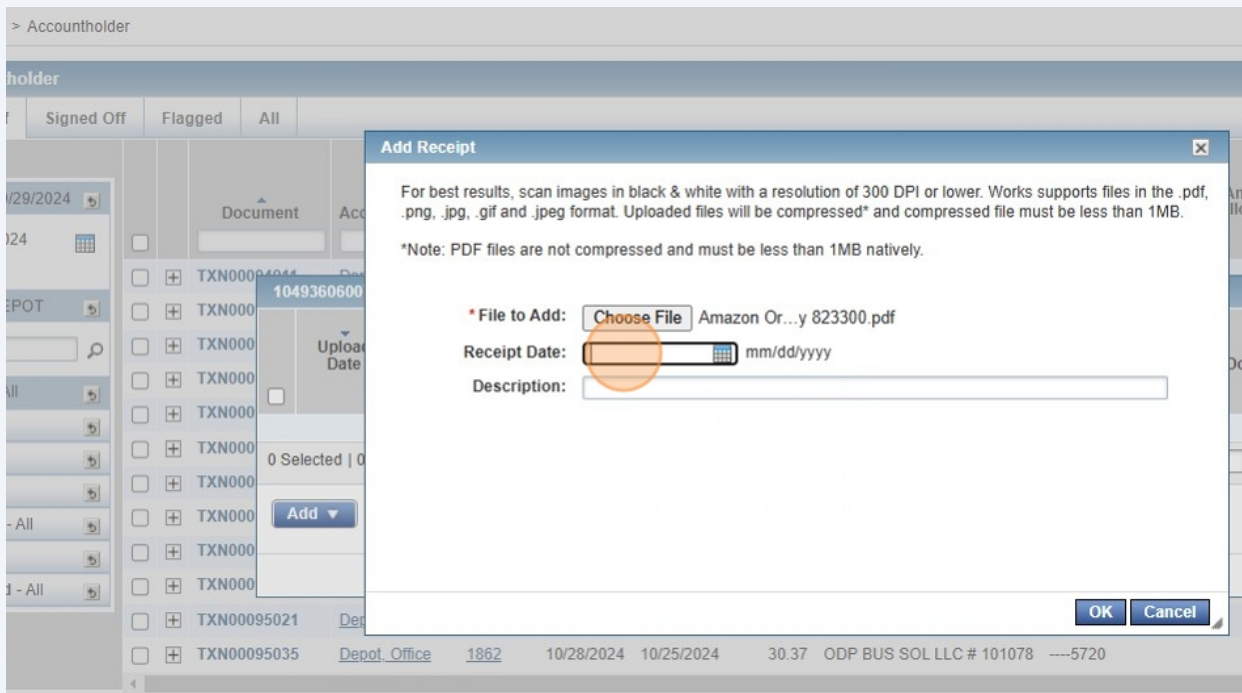 > Accountholder
holder
Signed Off Flagged All
Add Receipt
For best results, scan images in black & white with a resolution of 300 DPI or lower. Works supports files in the .pdf,
.png, .jpg, .gif and .jpeg format. Uploaded files will be compressed* and compressed file must be less than 1MB.
*Note: PDF files are not compressed and must be less than 1MB natively.
*File to Add: Choose File Amazon Or...y 823300.pdf
Receipt Date: mm/dd/yyyy
Description:
OK Cancel
/29/2024
024
EPOT
All
- All
d - All
Document Acc
1049360600
Upload
Date
0 Selected | 0
Add
TXN00094911 Dep
TXN000
TXN000
TXN000
TXN000
TXN000
TXN000
TXN000
TXN000
TXN000
TXN00095021 Dep
TXN00095035 Depot, Office 1862 10/28/2024 10/25/2024 30.37 ODP BUS SOL LLC # 101078 ----5720